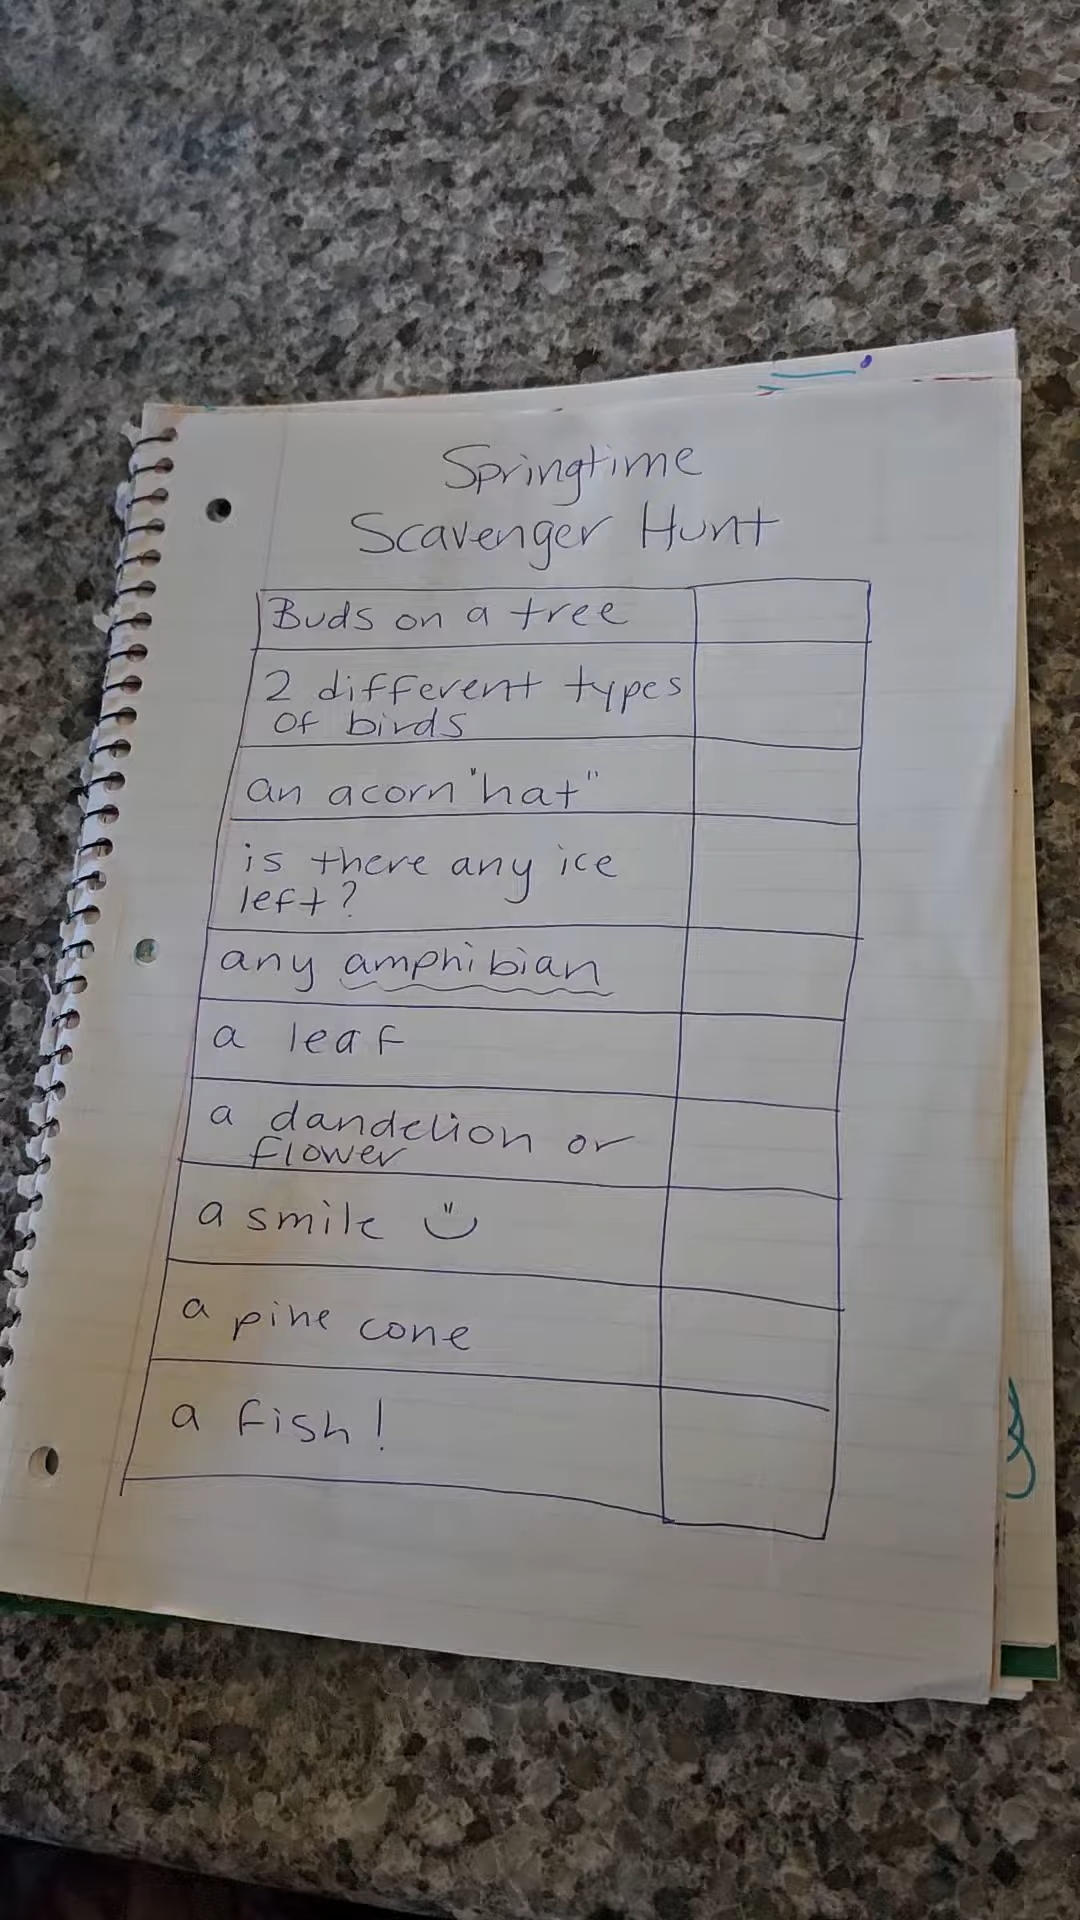 Springtime
Scavenger Hunt
Buds on a tree
2 different types
of birds
an acorn "hat"
is there any ice
left?
any amphibian
a leaf
a dandelion or
flower
a smile
a pine cone
a fish!